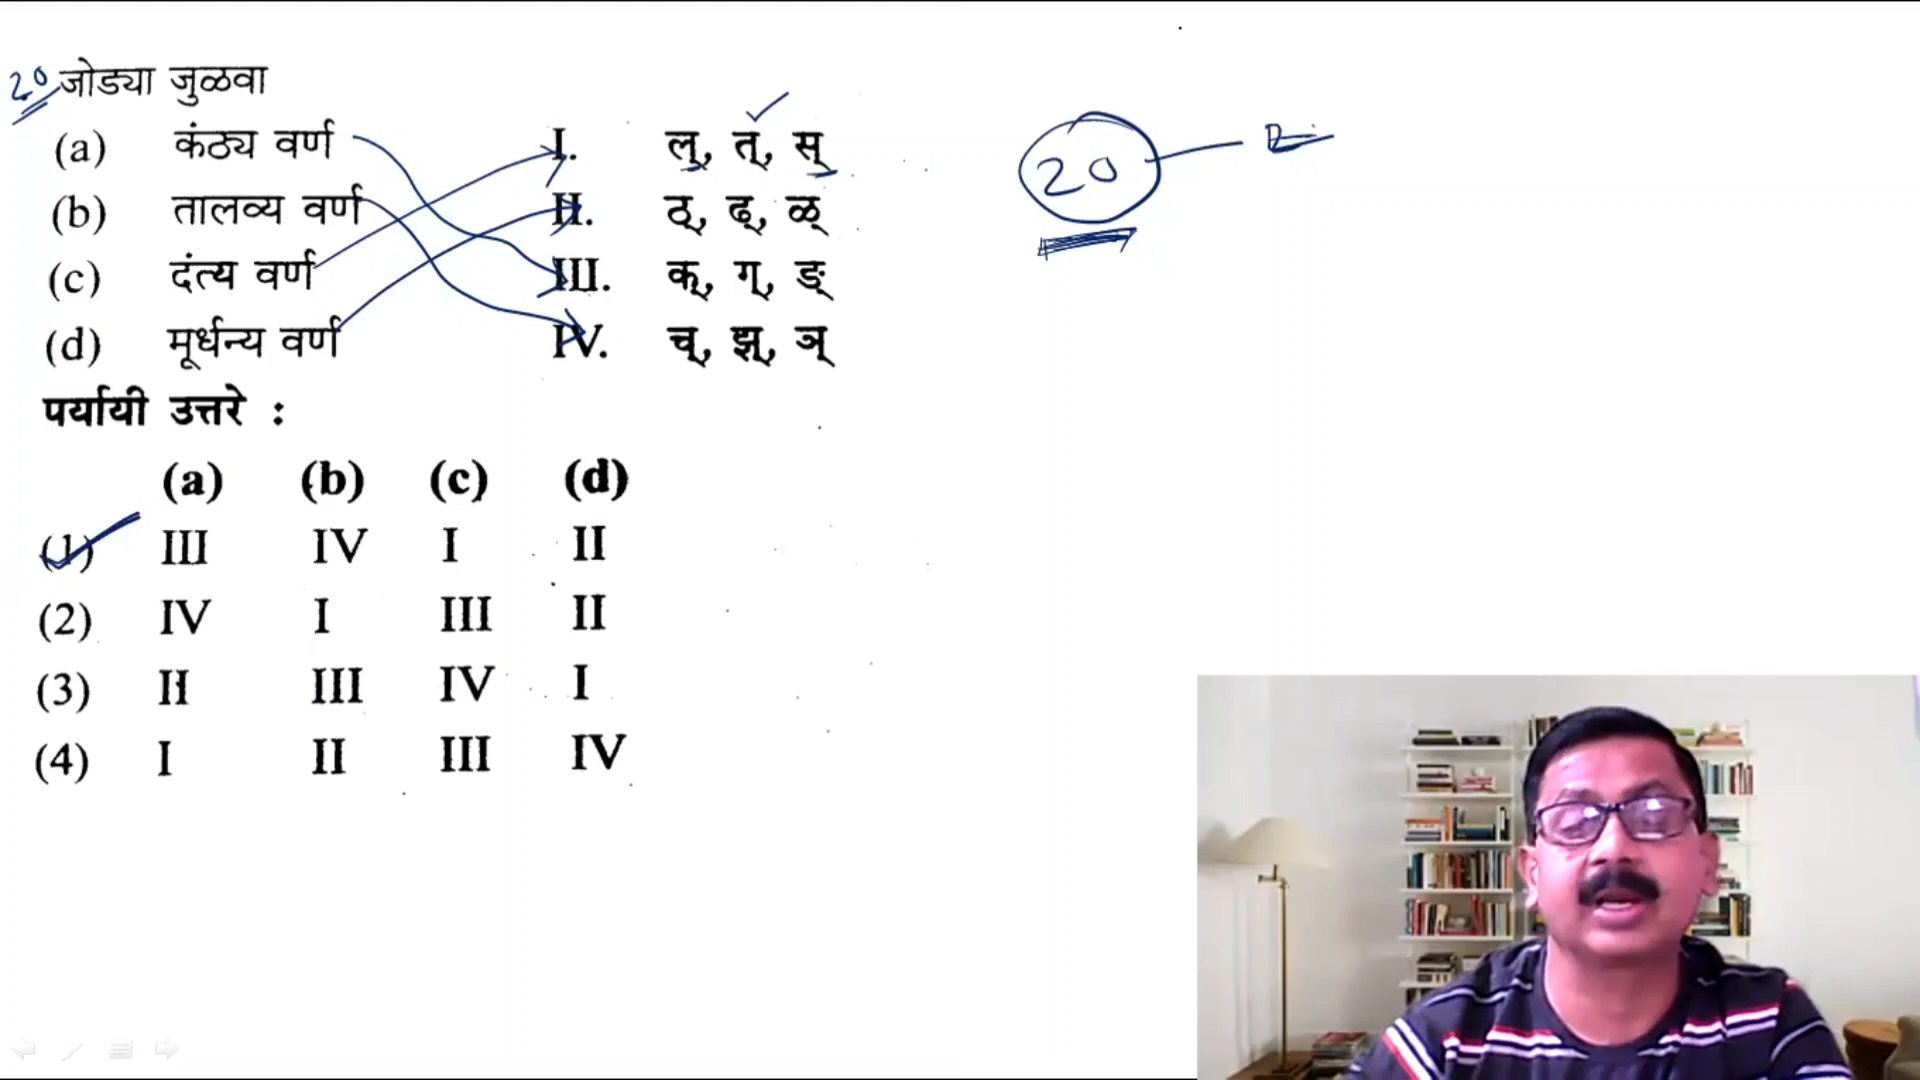 20 जोड्या जुळवा
(a) कंठ्य वर्ण I. ल्, त्, स्
(b) तालव्य वर्ण II. ठ्, ढ्, ळ्
(c) दंत्य वर्ण III. क्, ग्, ङ्
(d) मूर्धन्य वर्ण IV. च्, झ्, ञ्
20
पर्यायी उत्तरे :
(a) (b) (c) (d)
(1) III IV I II
(2) IV I III II
(3) II III IV I
(4) I II III IV